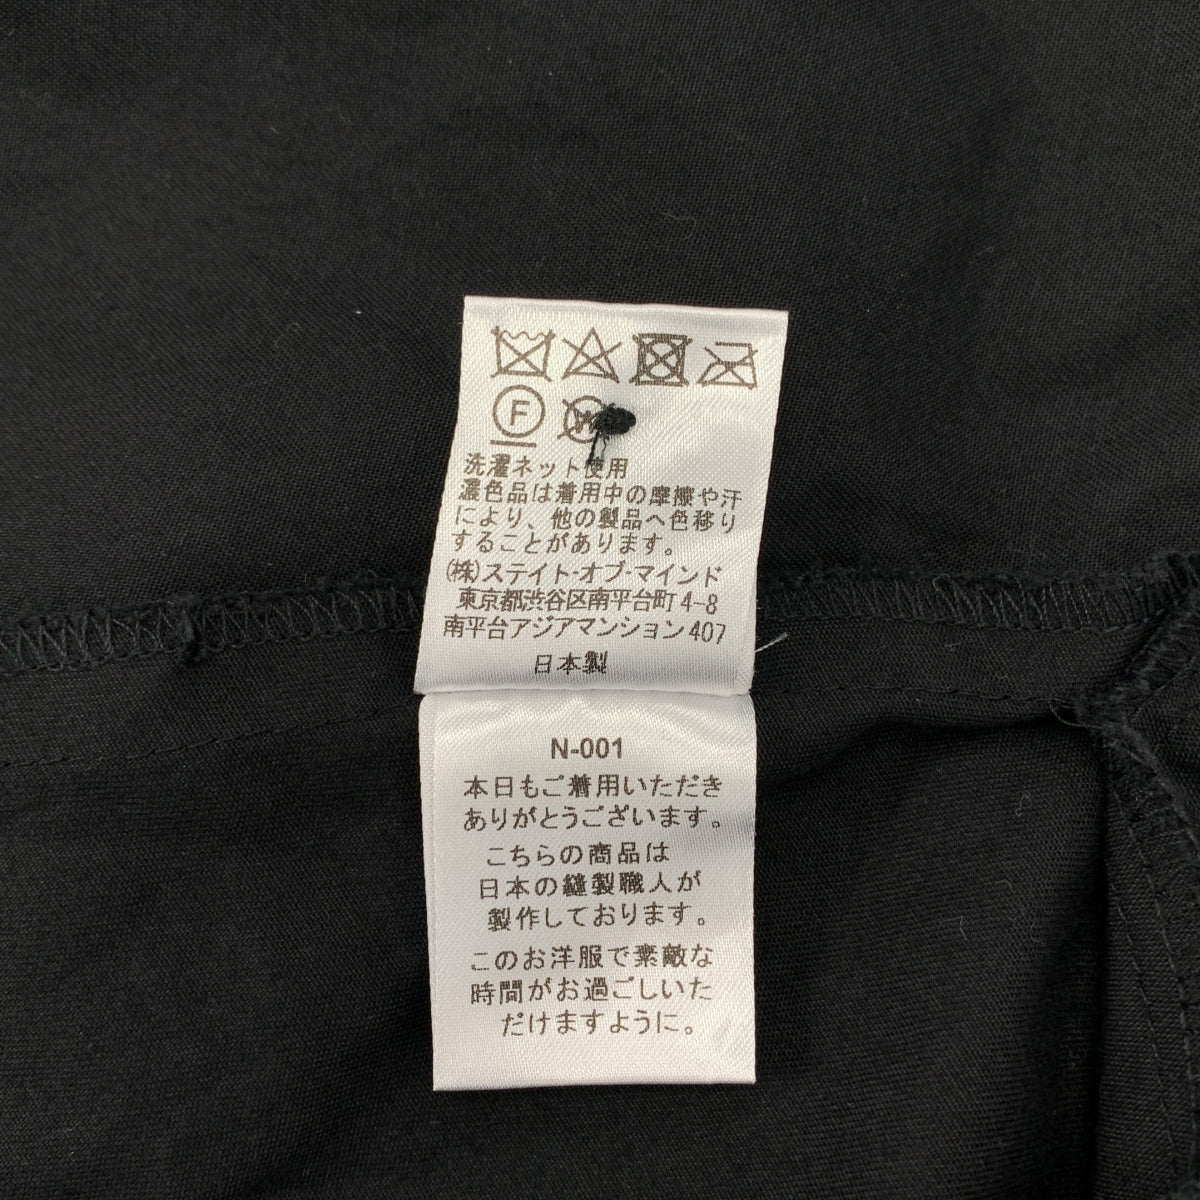 F
W
洗濯ネット使用
濃色品は着用中の摩擦や汗
により、他の製品へ色移り
することがあります。
(株)ステイト・オブ・マインド
東京都渋谷区南平台町4-8
南平台アジアマンション407
日本製
N-001
本日もご着用いただき
ありがとうございます。
こちらの商品は
日本の縫製職人が
製作しております。
このお洋服で素敵な
時間がお過ごしいた
だけますように。